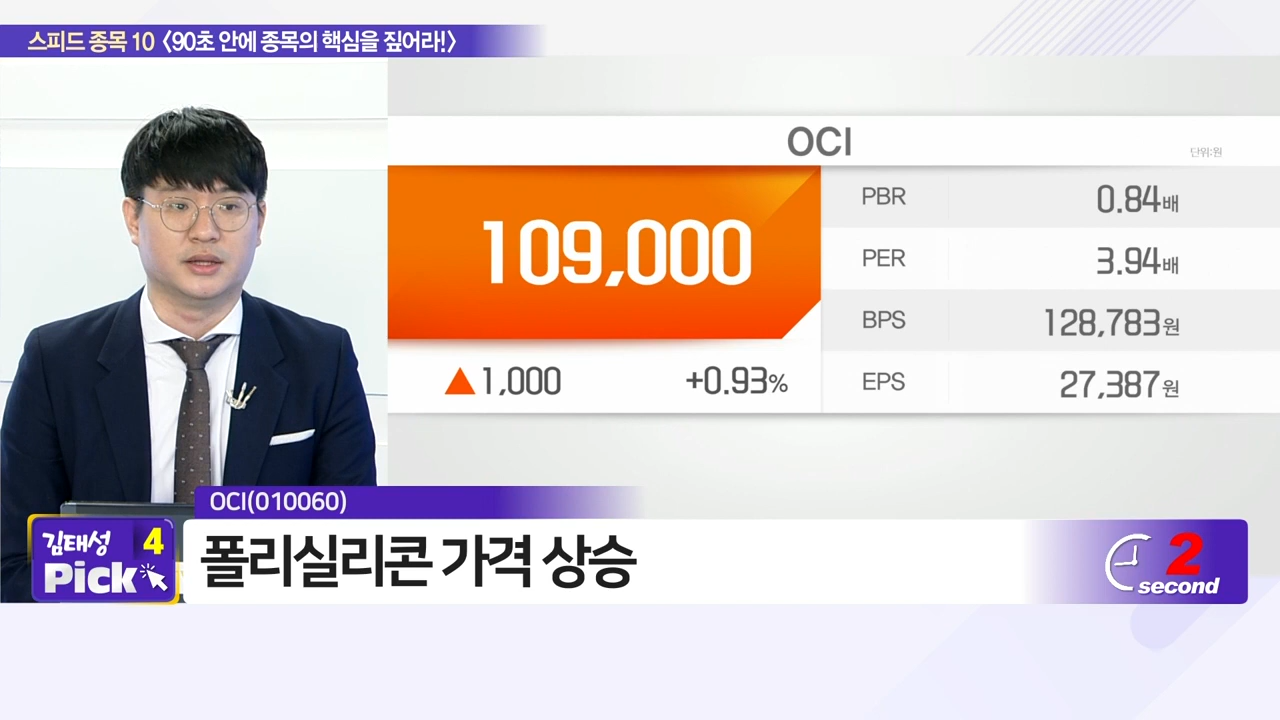 스피드 종목 10 <90초 안에 종목의 핵심을 짚어라!>
OCI
단위:원
109,000
▲1,000 +0.93%
PBR 0.84배
PER 3.94배
BPS 128,783원
EPS 27,387원
OCI(010060)
김태성 4
Pick
폴리실리콘 가격 상승
2
second